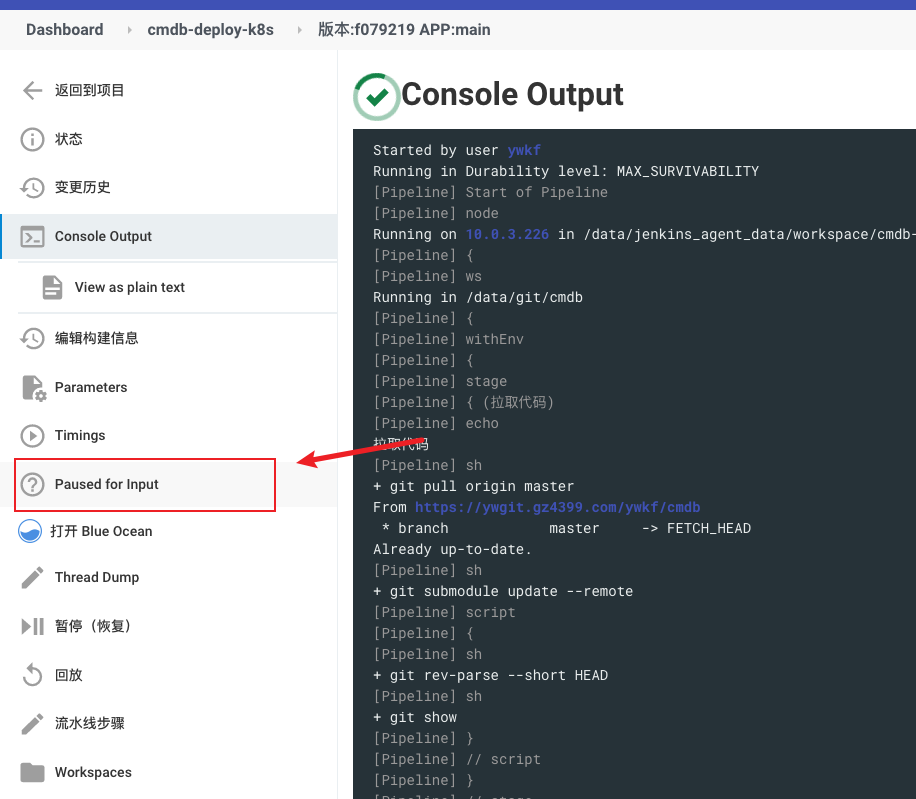 Dashboard cmdb-deploy-k8s 版本:f079219 APP:main
返回到项目
状态
变更历史
Console Output
View as plain text
编辑构建信息
Parameters
Timings
Paused for Input
打开 Blue Ocean
Thread Dump
暂停（恢复）
回放
流水线步骤
Workspaces
Console Output
Started by user ywkf
Running in Durability level: MAX_SURVIVABILITY
[Pipeline] Start of Pipeline
[Pipeline] node
Running on 10.0.3.226 in /data/jenkins_agent_data/workspace/cmdb-
[Pipeline] {
[Pipeline] ws
Running in /data/git/cmdb
[Pipeline] {
[Pipeline] withEnv
[Pipeline] {
[Pipeline] stage
[Pipeline] { (拉取代码)
[Pipeline] echo
拉取代码
[Pipeline] sh
+ git pull origin master
From https://ywgit.gz4399.com/ywkf/cmdb
 * branch            master     -> FETCH_HEAD
Already up-to-date.
[Pipeline] sh
+ git submodule update --remote
[Pipeline] script
[Pipeline] {
[Pipeline] sh
+ git rev-parse --short HEAD
[Pipeline] sh
+ git show
[Pipeline] }
[Pipeline] // script
[Pipeline] }
[Pipeline] // stage